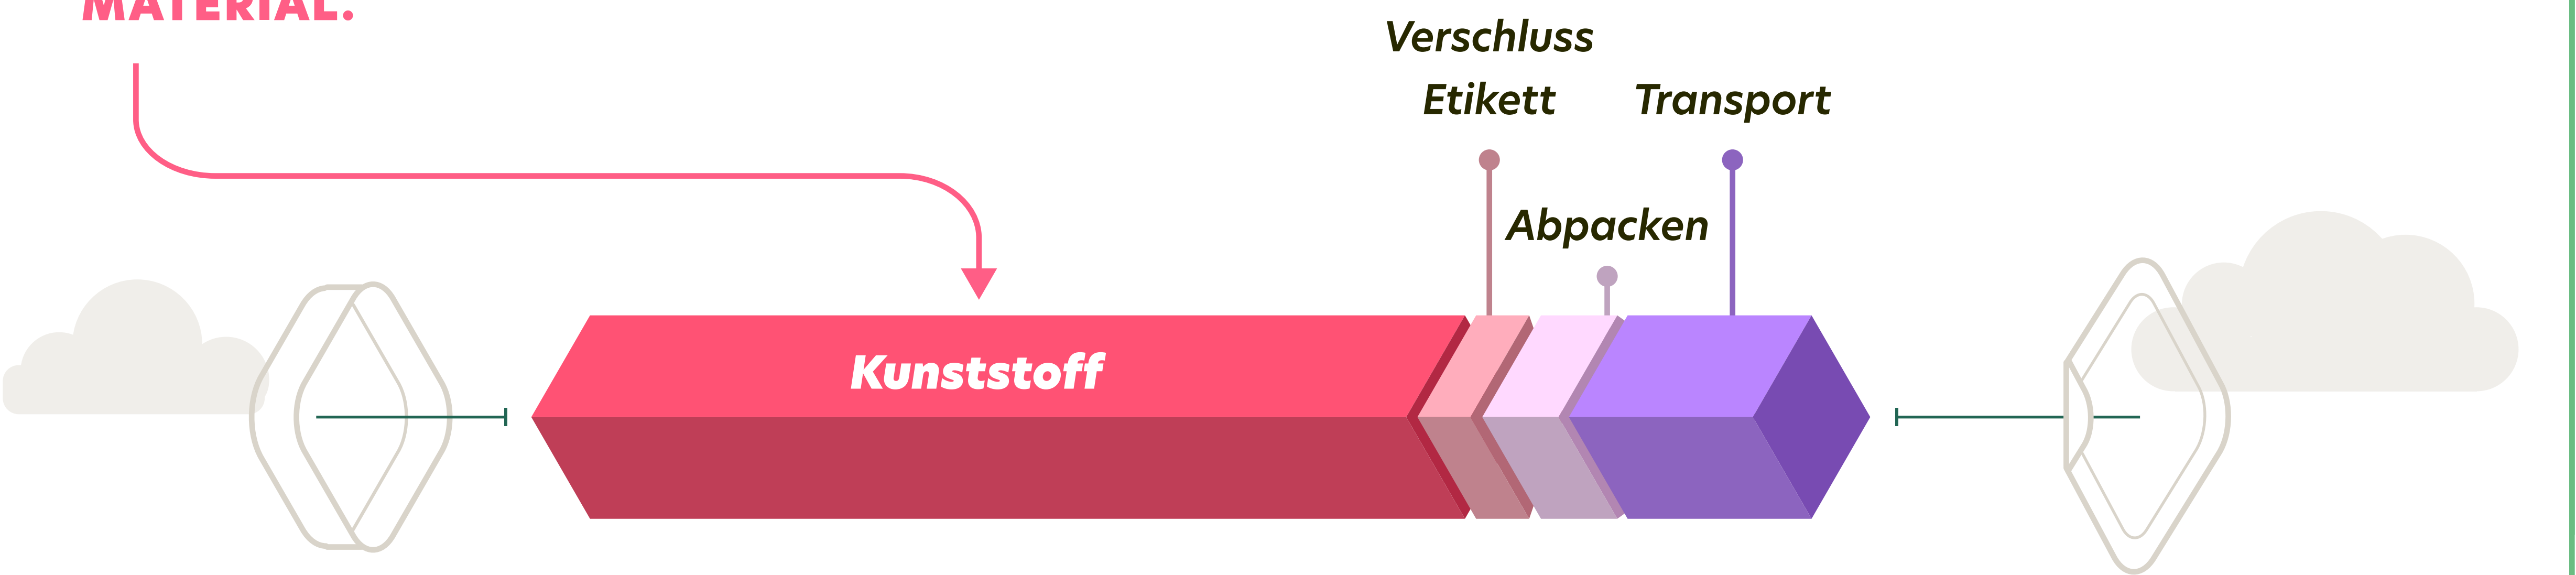 MATERIAL.
Verschluss
Etikett
Transport
Abpacken
Kunststoff